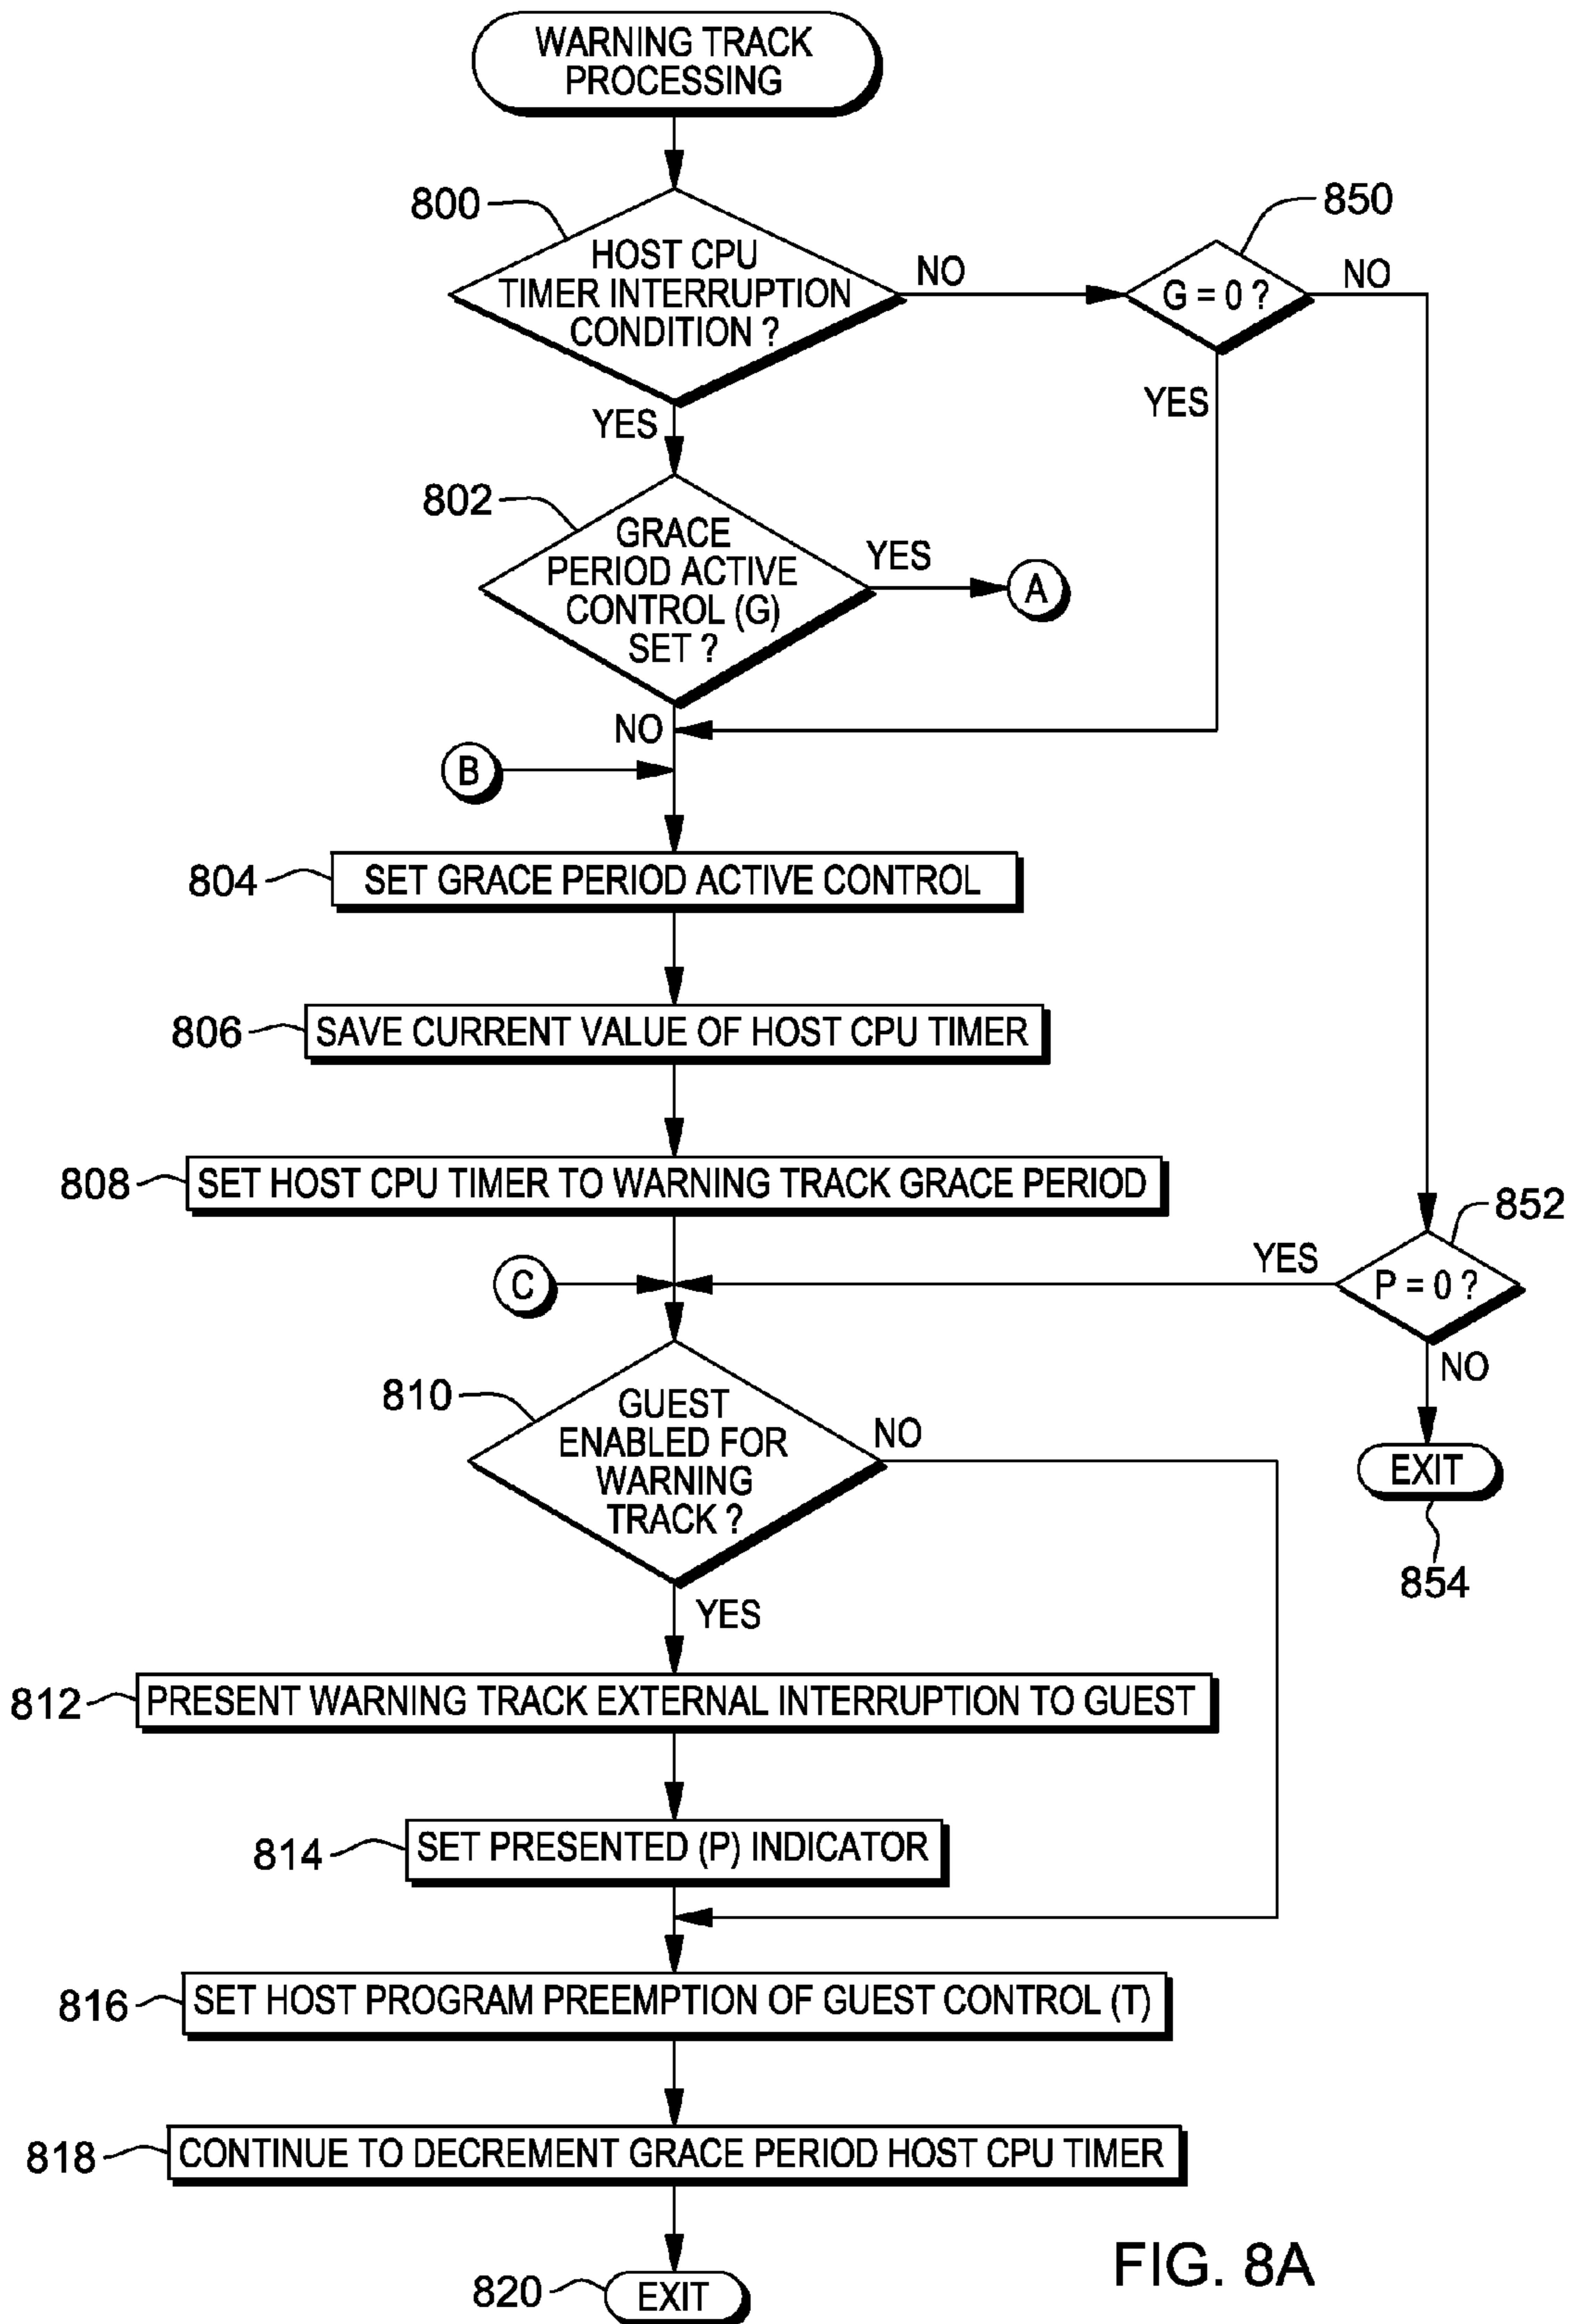 WARNING TRACK
PROCESSING
800
HOST CPU
TIMER INTERRUPTION
CONDITION ?
NO
850
G = 0 ?
NO
YES
YES
802
GRACE
PERIOD ACTIVE
CONTROL (G)
SET ?
YES
A
NO
B
804
SET GRACE PERIOD ACTIVE CONTROL
806
SAVE CURRENT VALUE OF HOST CPU TIMER
808
SET HOST CPU TIMER TO WARNING TRACK GRACE PERIOD
852
P = 0 ?
YES
NO
C
EXIT
854
810
GUEST
ENABLED FOR
WARNING
TRACK ?
NO
YES
812
PRESENT WARNING TRACK EXTERNAL INTERRUPTION TO GUEST
814
SET PRESENTED (P) INDICATOR
816
SET HOST PROGRAM PREEMPTION OF GUEST CONTROL (T)
818
CONTINUE TO DECREMENT GRACE PERIOD HOST CPU TIMER
820
EXIT
FIG. 8A